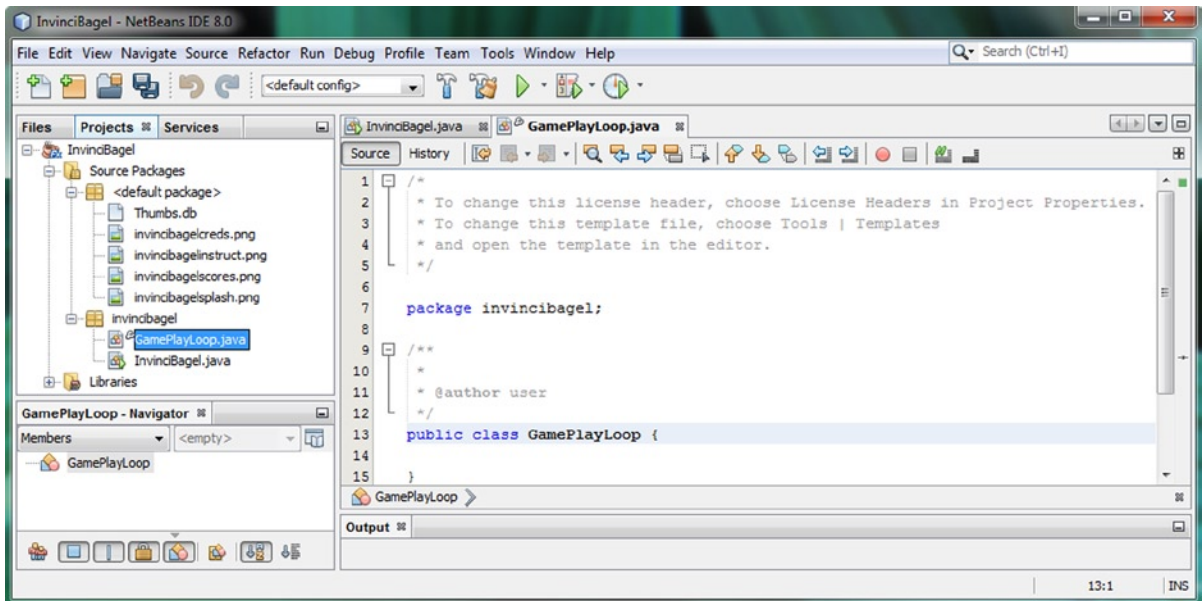 InvinciBagel - NetBeans IDE 8.0
File Edit View Navigate Source Refactor Run Debug Profile Team Tools Window Help
Search (Ctrl+I)
<default config>
Files Projects Services
InvinciBagel
Source Packages
<default package>
Thumbs.db
invincibagelcreds.png
invincibagelinstruct.png
invincibagelscores.png
invincibagelsplash.png
invincibagel
GamePlayLoop.java
InvinciBagel.java
Libraries
GamePlayLoop - Navigator
Members <empty>
GamePlayLoop
InvinciBagel.java GamePlayLoop.java
Source History
1 /*
2 * To change this license header, choose License Headers in Project Properties.
3 * To change this template file, choose Tools | Templates
4 * and open the template in the editor.
5 */
6
7 package invincibagel;
8
9 /**
10 *
11 * @author user
12 */
13 public class GamePlayLoop {
14
15 }
GamePlayLoop
Output
13:1 INS